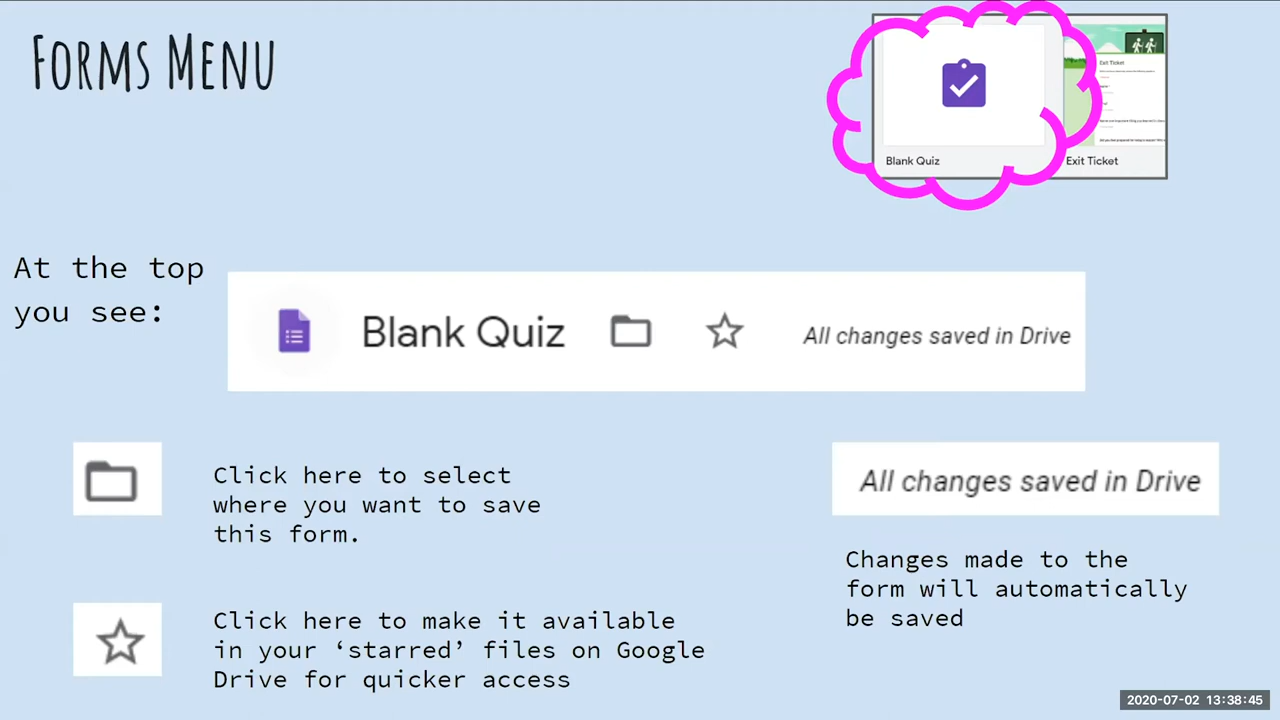 Forms Menu
Blank Quiz
Exit Ticket
Exit Ticket
At the top
you see:
Blank Quiz
All changes saved in Drive
Click here to select
where you want to save
this form.
All changes saved in Drive
Changes made to the
form will automatically
be saved
Click here to make it available
in your ‘starred’ files on Google
Drive for quicker access
2020-07-02 13:38:45